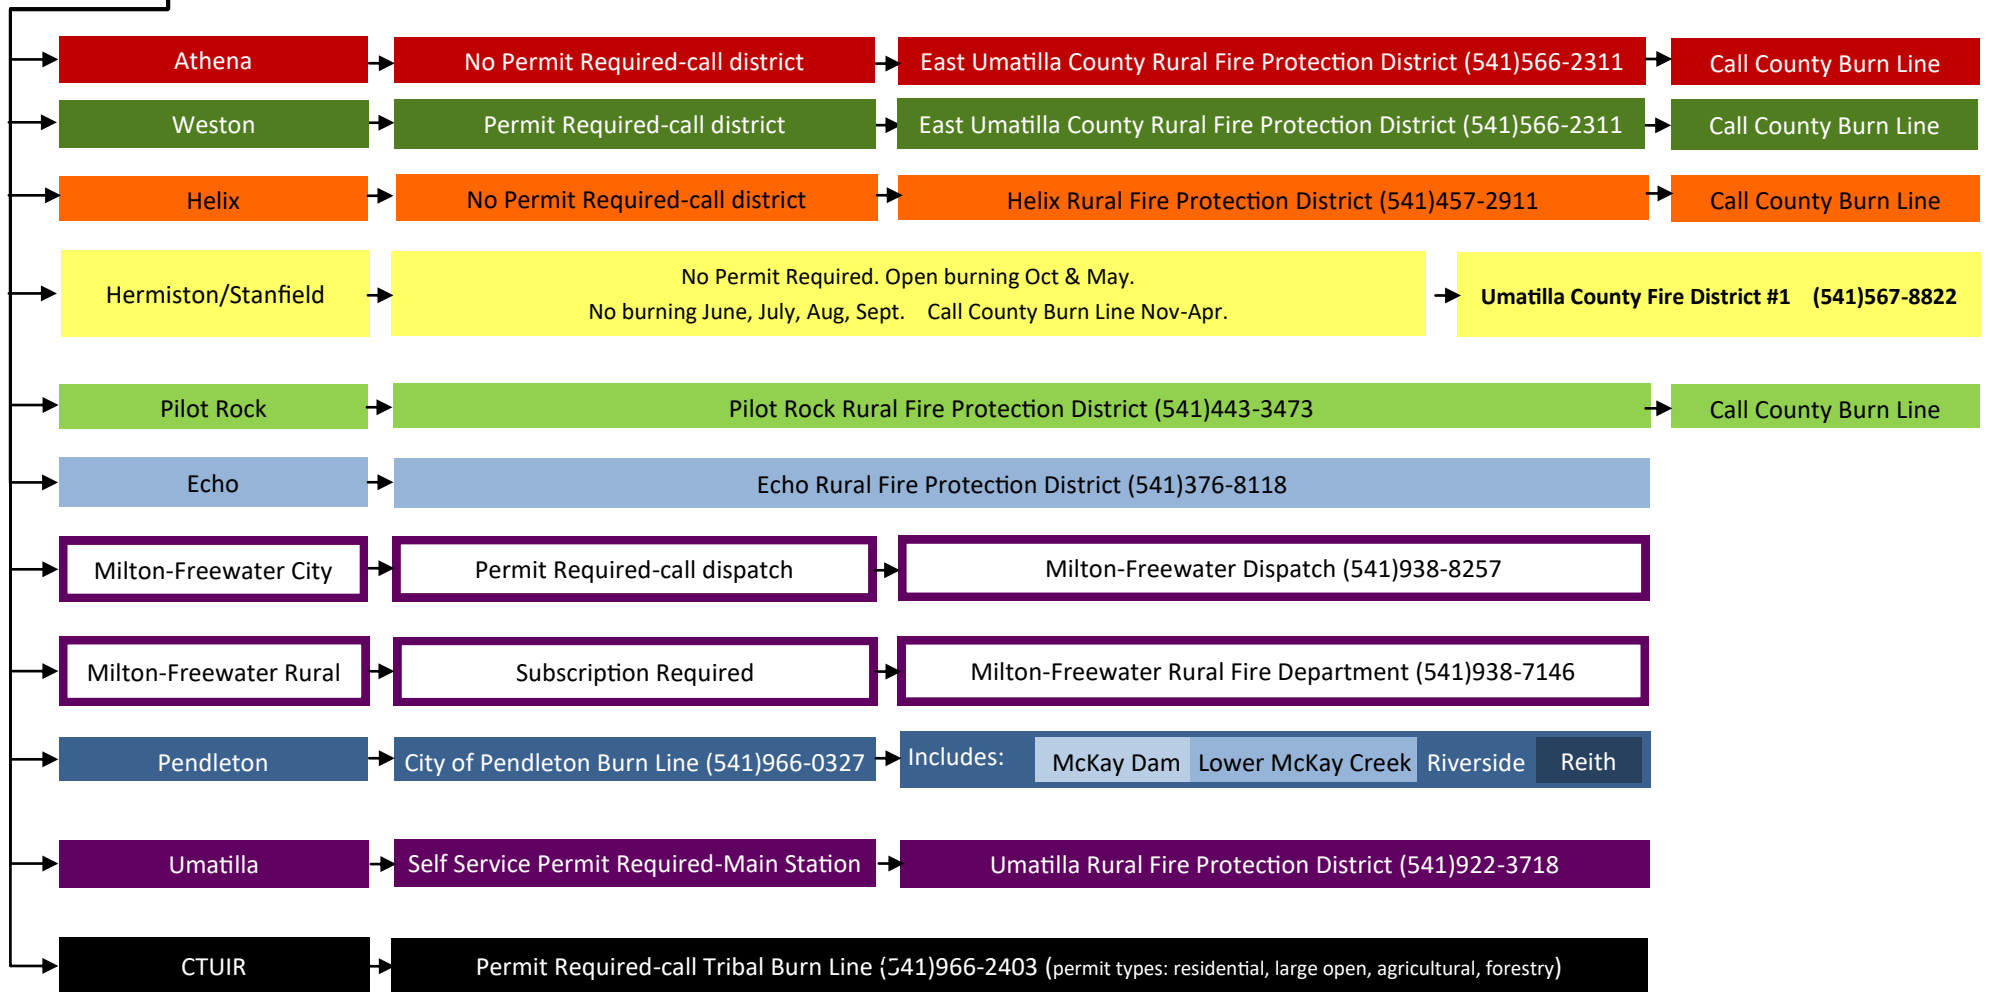 Athena No Permit Required-call district East Umatilla County Rural Fire Protection District (541)566-2311 Call County Burn Line
Weston Permit Required-call district East Umatilla County Rural Fire Protection District (541)566-2311 Call County Burn Line
Helix No Permit Required-call district Helix Rural Fire Protection District (541)457-2911 Call County Burn Line
Hermiston/Stanfield
No Permit Required. Open burning Oct & May.
No burning June, July, Aug, Sept. Call County Burn Line Nov-Apr.
Umatilla County Fire District #1 (541)567-8822
Pilot Rock Pilot Rock Rural Fire Protection District (541)443-3473 Call County Burn Line
Echo Echo Rural Fire Protection District (541)376-8118
Milton-Freewater City Permit Required-call dispatch Milton-Freewater Dispatch (541)938-8257
Milton-Freewater Rural Subscription Required Milton-Freewater Rural Fire Department (541)938-7146
Pendleton City of Pendleton Burn Line (541)966-0327 Includes: McKay Dam Lower McKay Creek Riverside Reith
Umatilla Self Service Permit Required-Main Station Umatilla Rural Fire Protection District (541)922-3718
CTUIR Permit Required-call Tribal Burn Line (541)966-2403 (permit types: residential, large open, agricultural, forestry)